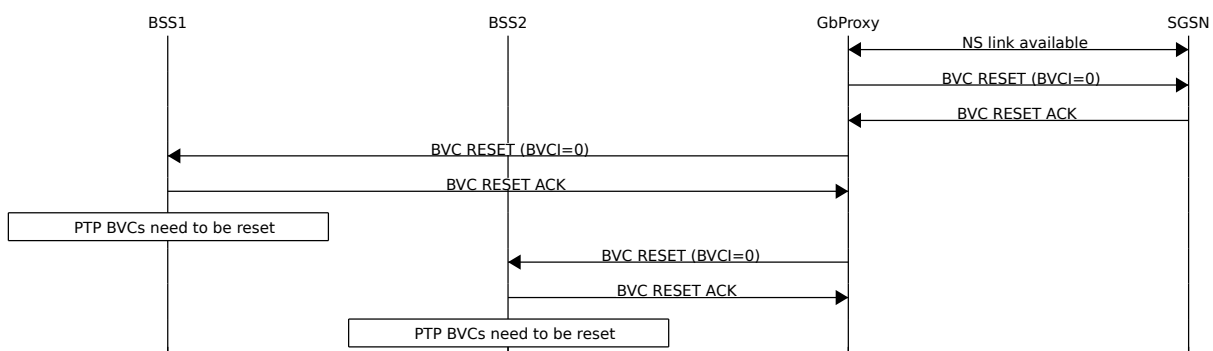 BSS1 BSS2 GbProxy SGSN
NS link available
BVC RESET (BVCI=0)
BVC RESET ACK
BVC RESET (BVCI=0)
BVC RESET ACK
PTP BVCs need to be reset
BVC RESET (BVCI=0)
BVC RESET ACK
PTP BVCs need to be reset